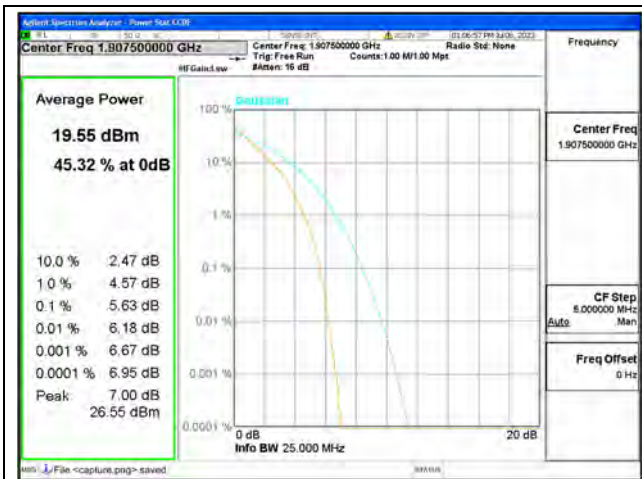 Agilent Spectrum Analyzer - Power Stat CCDF
Center Freq 1.907500000 GHz
Center Freq: 1.907500000 GHz
Radio Std: None
Trig: Free Run
Counts:1.00 M/1.00 Mpt
#IFGain:Low
#Atten: 16 dB
Frequency
Average Power
19.55 dBm
45.32 % at 0dB
10.0 % 2.47 dB
1.0 % 4.57 dB
0.1 % 5.63 dB
0.01 % 6.18 dB
0.001 % 6.67 dB
0.0001 % 6.95 dB
Peak 7.00 dB
26.55 dBm
Gaussian
100 %
10 %
1 %
0.1 %
0.01 %
0.001 %
0.0001 %
0 dB
20 dB
Info BW 25.000 MHz
Center Freq
1.907500000 GHz
CF Step
5.000000 MHz
Auto Man
Freq Offset
0 Hz
MSG
File <capture.png> saved
STATUS